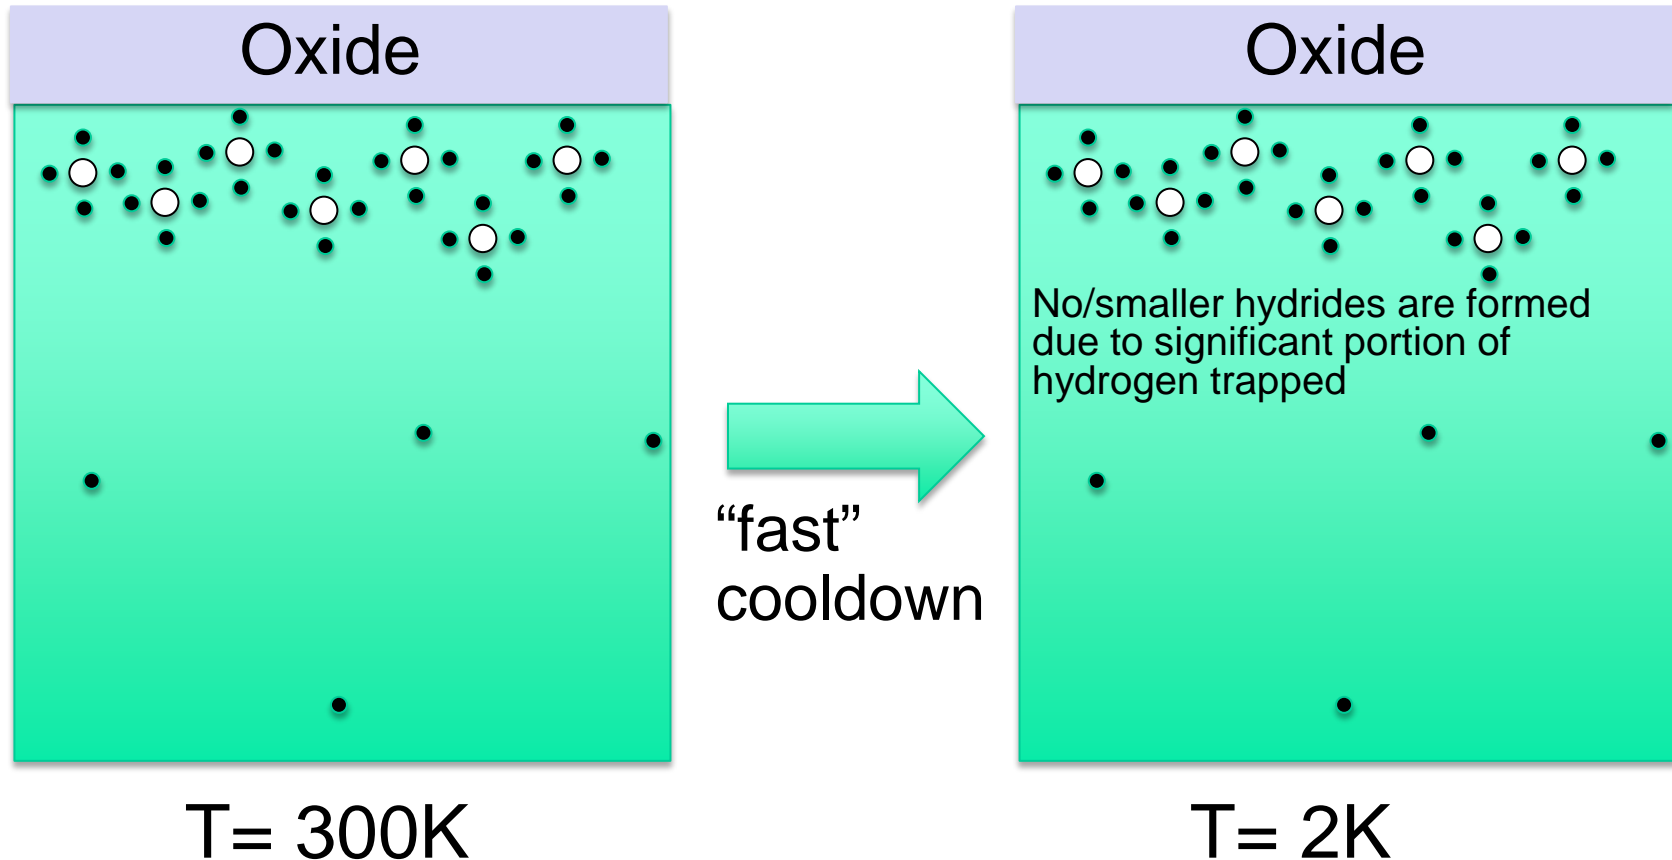 Oxide
Oxide
No/smaller hydrides are formed
due to significant portion of
hydrogen trapped
“fast”
cooldown
T= 300K
T= 2K